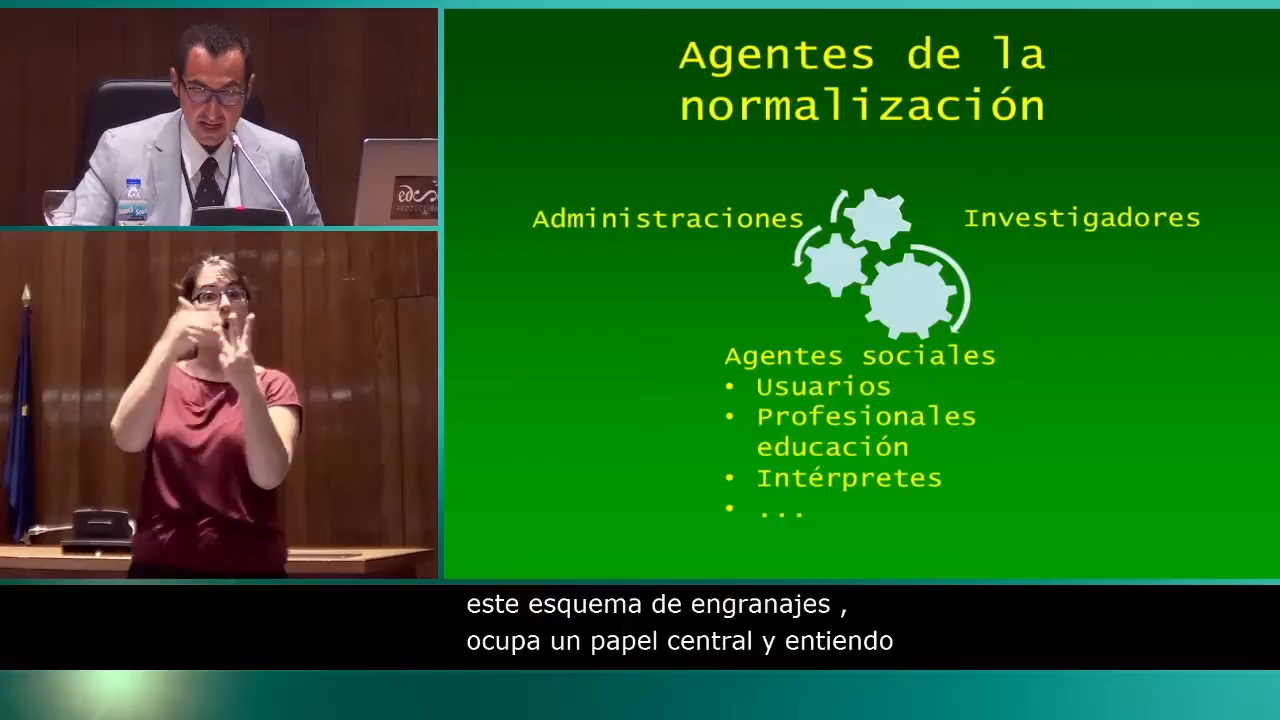 Agentes de la
normalización
Administraciones
Investigadores
Agentes sociales
• Usuarios
• Profesionales
educación
• Intérpretes
• ...
este esquema de engranajes ,
ocupa un papel central y entiendo